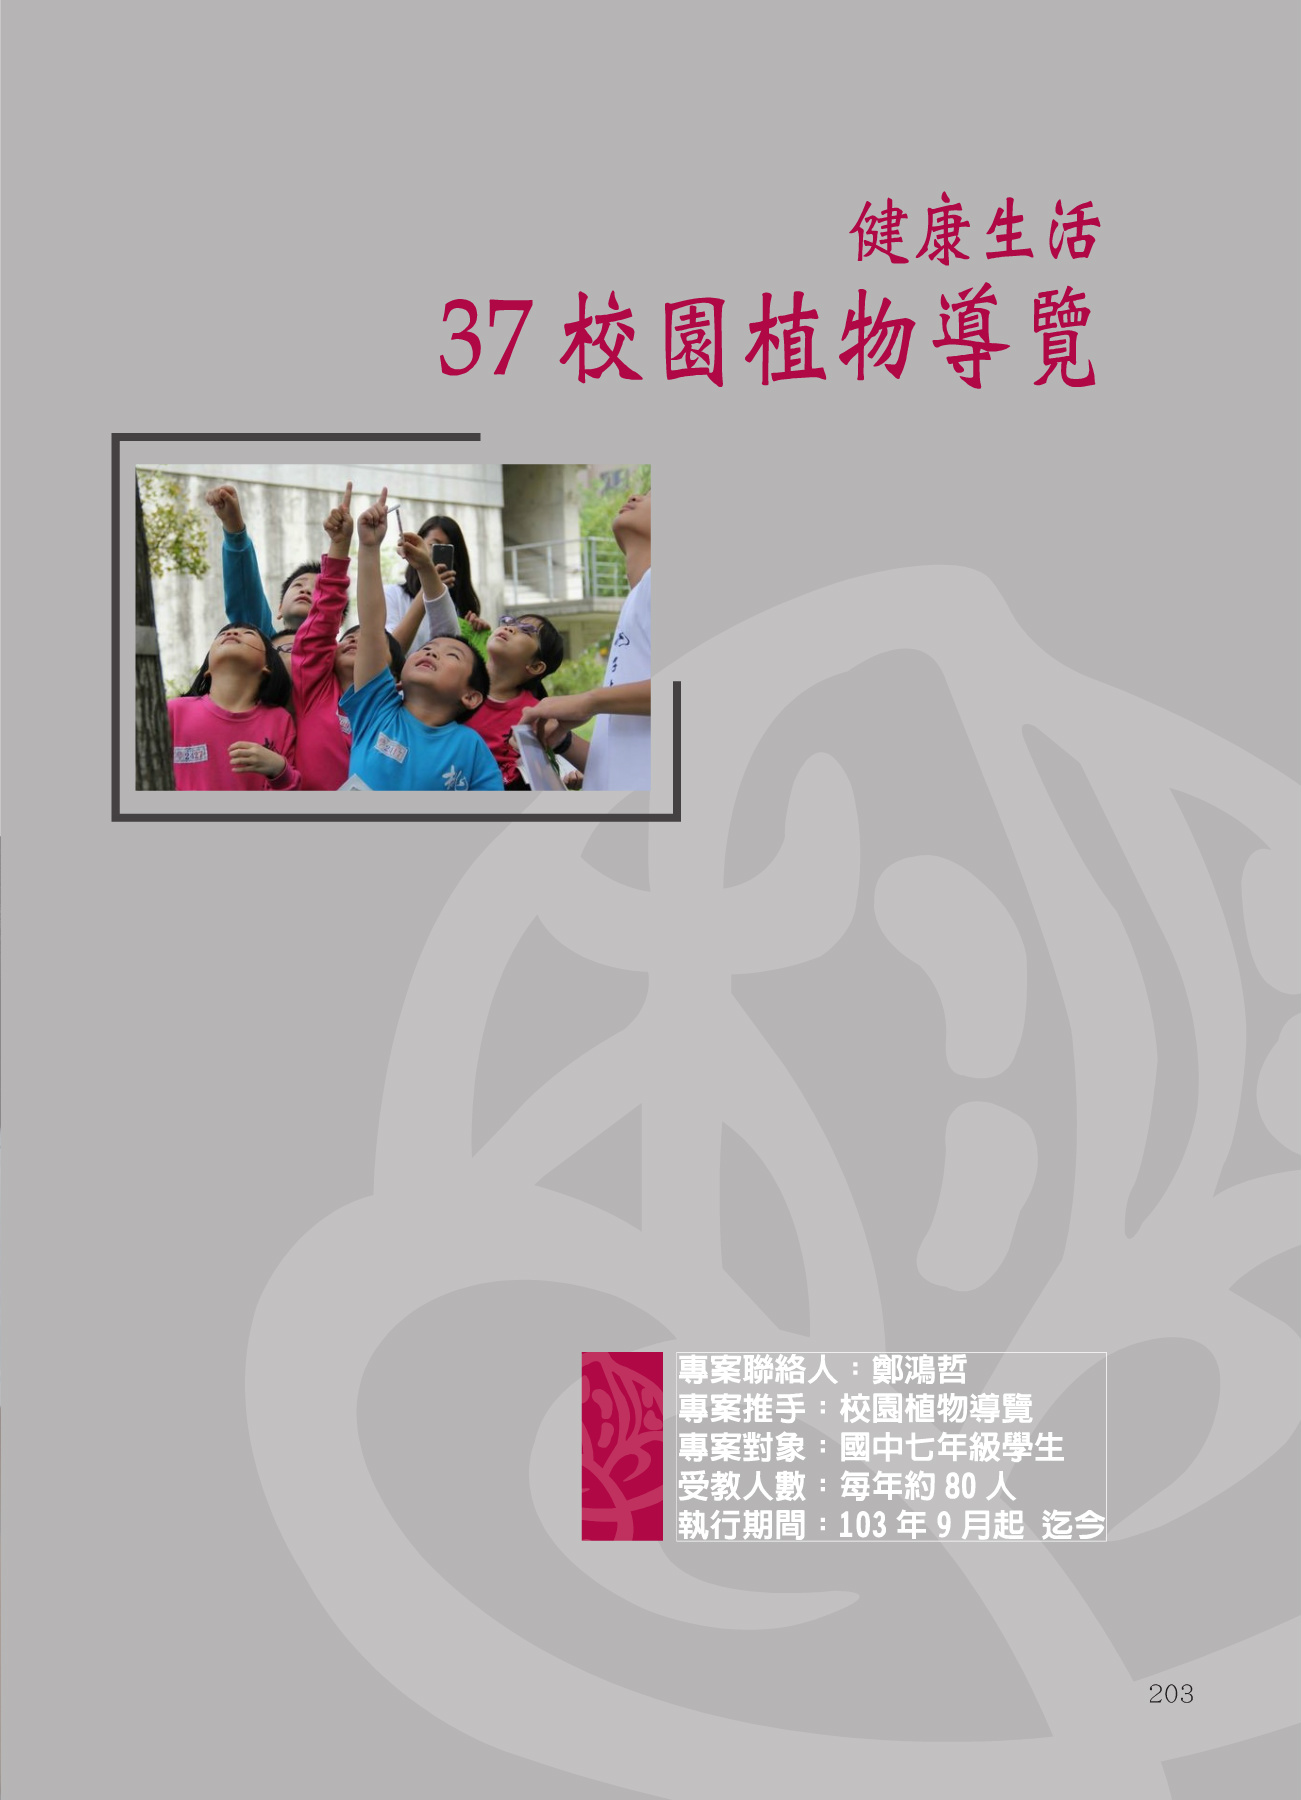 健康生活
37 校園植物導覽
專案聯絡人：鄭鴻哲
專案推手：校園植物導覽
專案對象：國中七年級學生
受教人數：每年約 80 人
執行期間：103 年 9 月起 迄今
203